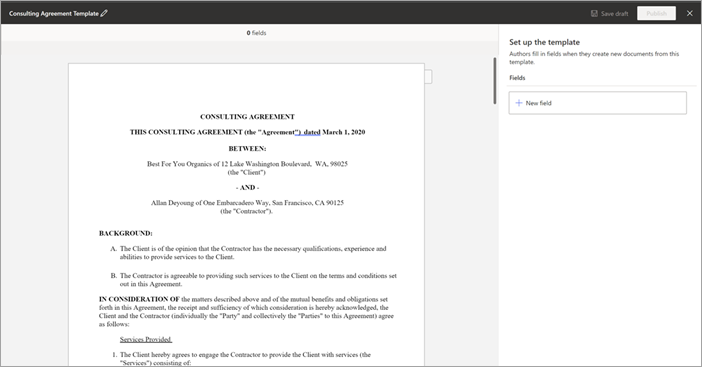 Consulting Agreement Template
Save draft
Publish
0 fields
Set up the template
Authors fill in fields when they create new documents from this
template.
Fields
New field
CONSULTING AGREEMENT
THIS CONSULTING AGREEMENT (the "Agreement") dated March 1, 2020
BETWEEN:
Best For You Organics of 12 Lake Washington Boulevard, WA, 98025
(the "Client")
- AND -
Allan Deyoung of One Embarcadero Way, San Francisco, CA 90125
(the "Contractor").
BACKGROUND:
A. The Client is of the opinion that the Contractor has the necessary qualifications, experience and
abilities to provide services to the Client.
B. The Contractor is agreeable to providing such services to the Client on the terms and conditions set
out in this Agreement.
IN CONSIDERATION OF the matters described above and of the mutual benefits and obligations set
forth in this Agreement, the receipt and sufficiency of which consideration is hereby acknowledged, the
Client and the Contractor (individually the "Party" and collectively the "Parties" to this Agreement) agree
as follows:
Services Provided
1. The Client hereby agrees to engage the Contractor to provide the Client with services (the
"Services") consisting of: